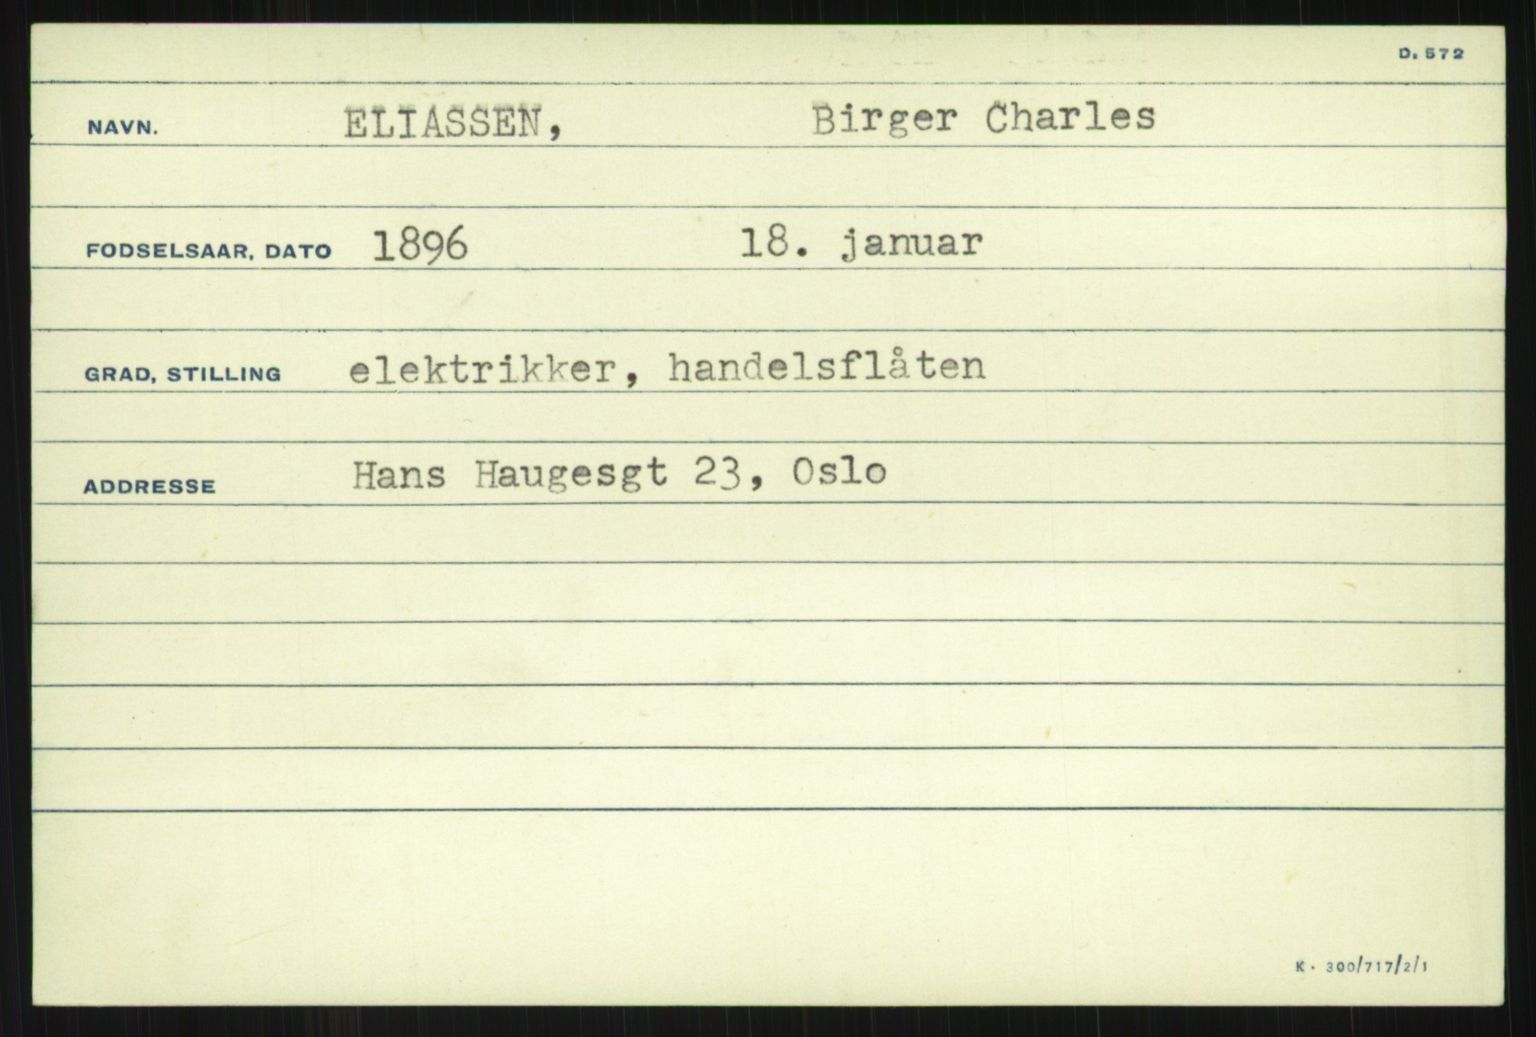 D. 572
NAVN. ELIASSEN, Birger Charles
FODSELSAAR, DATO 1896 18. januar
GRAD, STILLING elektrikker, handelsflåten
ADDRESSE Hans Haugesgt 23, Oslo
K · 300/717/2/1